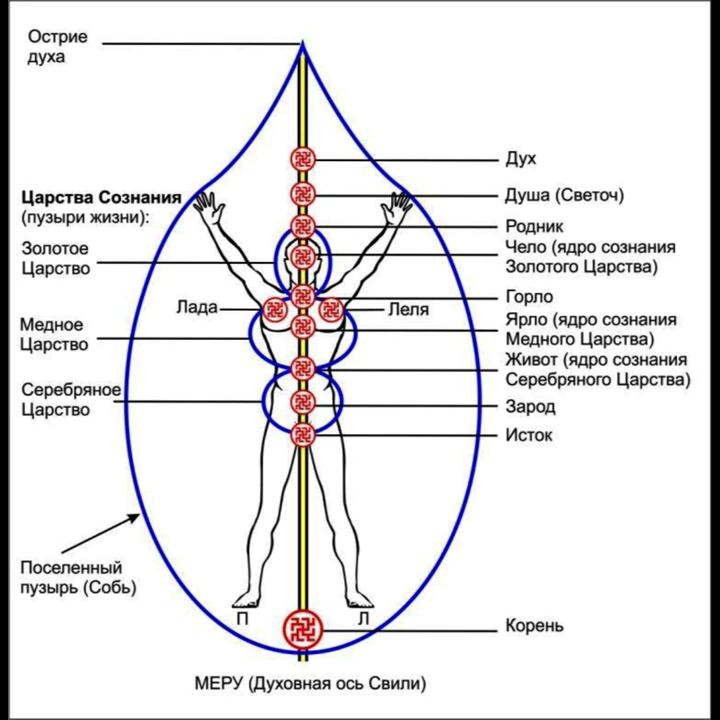 Острие
духа
Дух
Душа (Светоч)
Царства Сознания
(пузыри жизни):
Родник
Чело (ядро сознания
Золотого Царства)
Золотое
Царство
Горло
Лада
Леля
Ярло (ядро сознания
Медного Царства)
Медное
Царство
Живот (ядро сознания
Серебряного Царства)
Серебряное
Царство
Зарод
Исток
Поселенный
пузырь (Собь)
П
Л
Корень
МЕРУ (Духовная ось Свили)